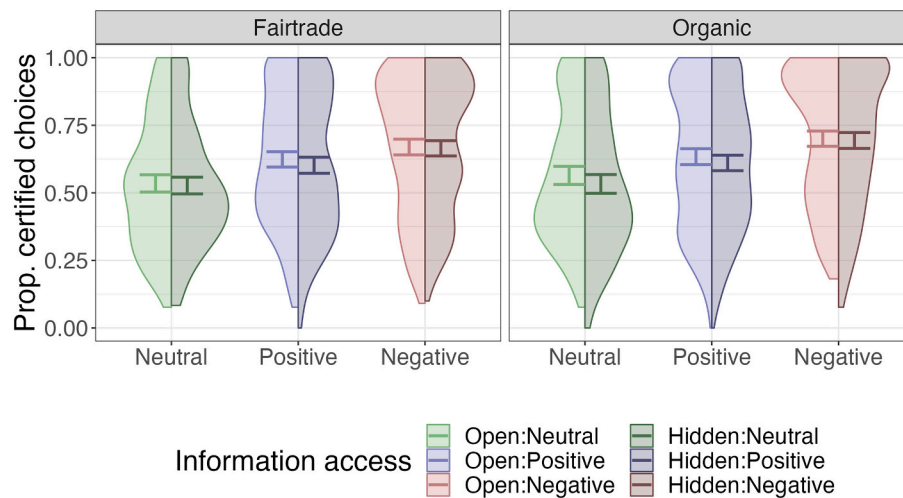 Fairtrade Organic
Prop. certified choices
1.00
0.75
0.50
0.25
0.00
Neutral Positive Negative Neutral Positive Negative
Information access
Open:Neutral Hidden:Neutral
Open:Positive Hidden:Positive
Open:Negative Hidden:Negative